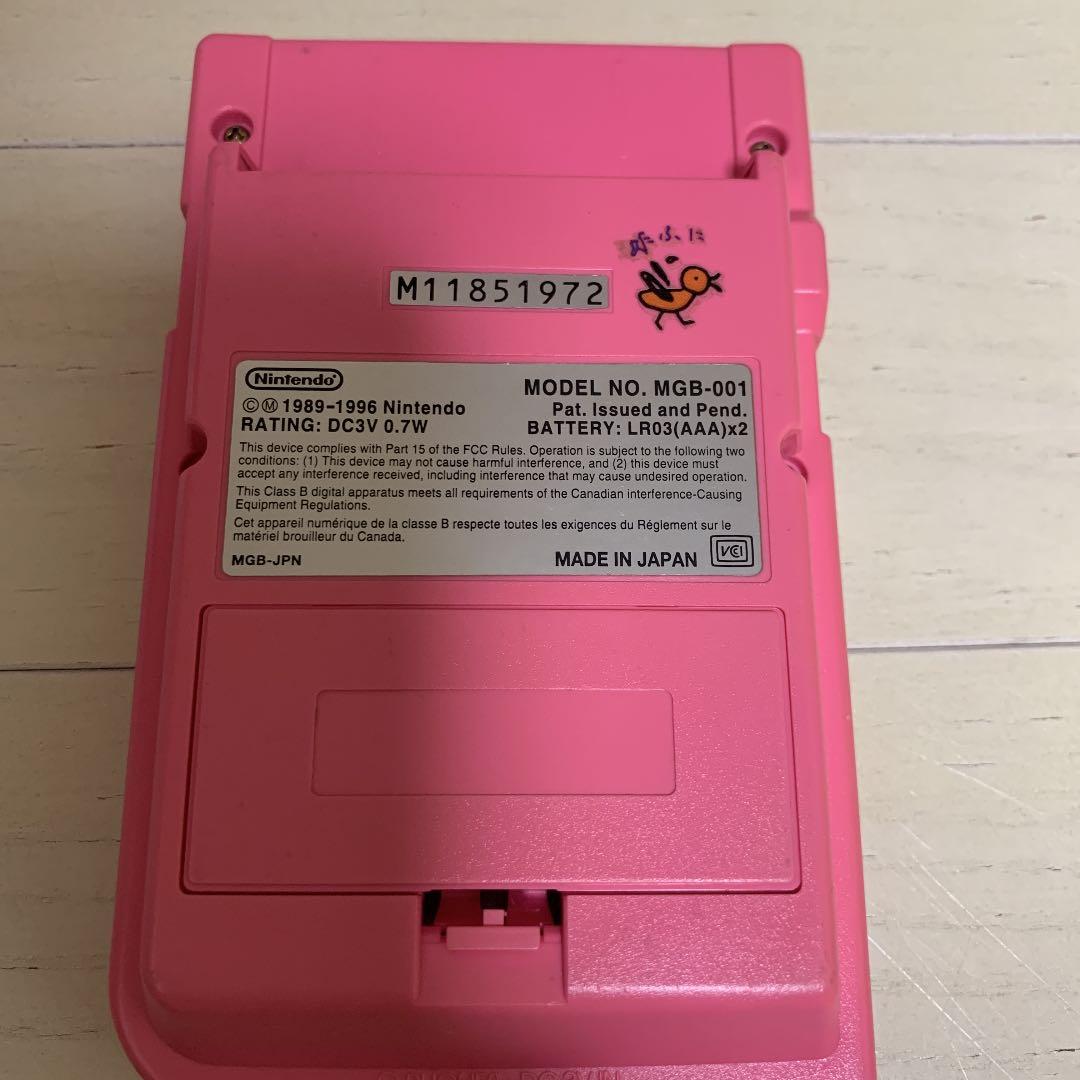 M11851972
Nintendo
©Ⓜ 1989-1996 Nintendo
RATING: DC3V 0.7W
MODEL NO. MGB-001
Pat. Issued and Pend.
BATTERY: LR03(AAA)x2
This device complies with Part 15 of the FCC Rules. Operation is subject to the following two
conditions: (1) This device may not cause harmful interference, and (2) this device must
accept any interference received, including interference that may cause undesired operation.
This Class B digital apparatus meets all requirements of the Canadian interference-Causing
Equipment Regulations.
Cet appareil numérique de la classe B respecte toutes les exigences du Réglement sur le
matériel brouilleur du Canada.
MGB-JPN
MADE IN JAPAN
VCI